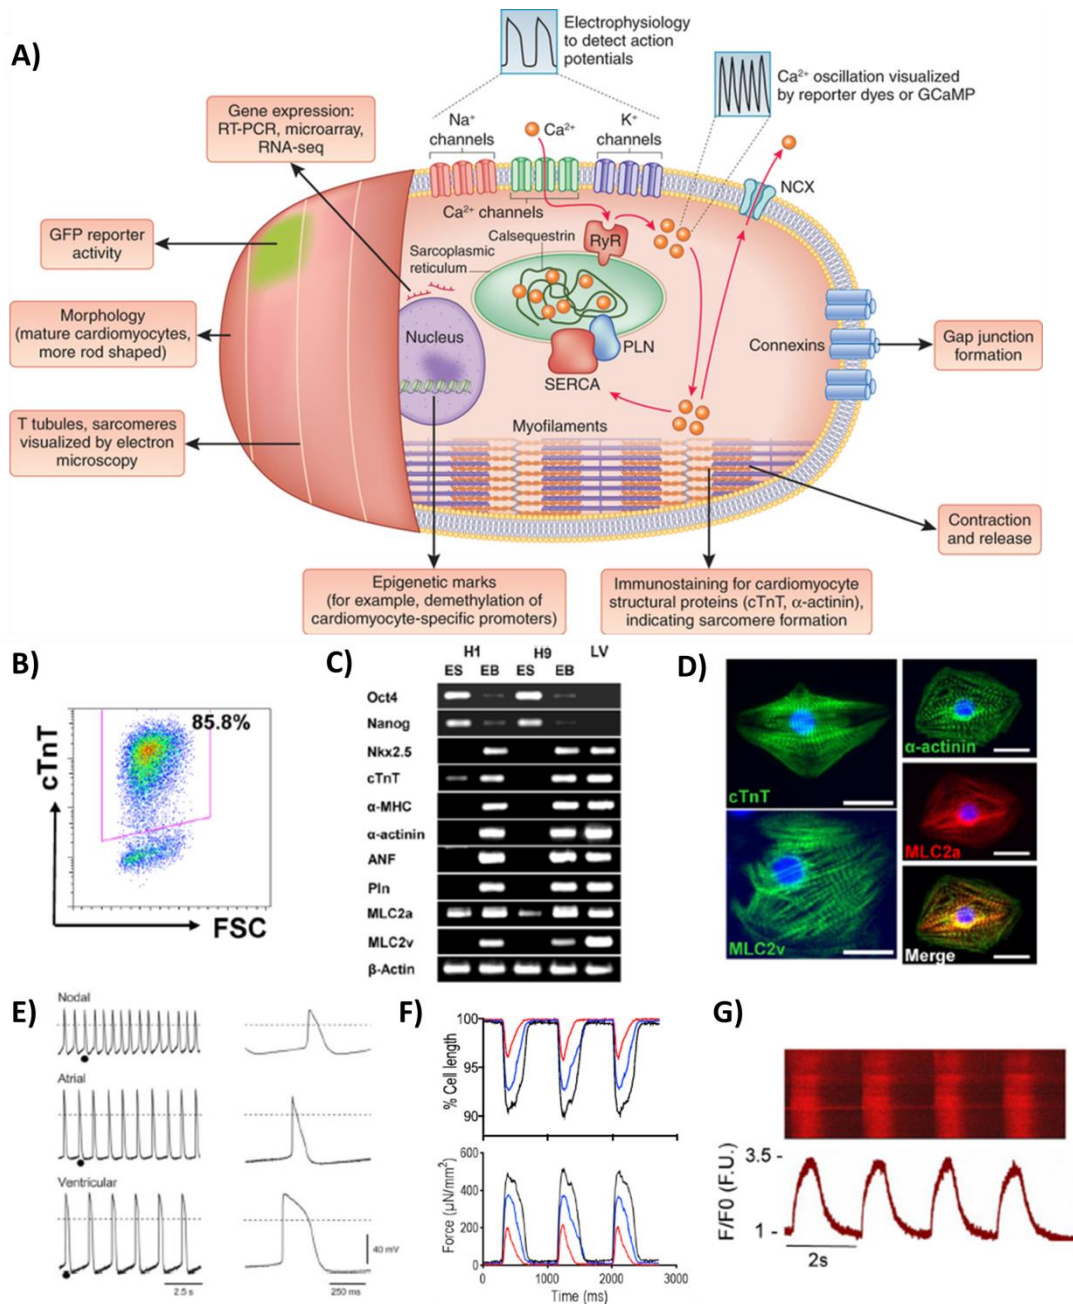 A)
Electrophysiology
to detect action
potentials
Ca²⁺ oscillation visualized
by reporter dyes or GCaMP
Gene expression:
RT-PCR, microarray,
RNA-seq
Na⁺
channels
Ca²⁺
K⁺
channels
NCX
Ca²⁺ channels
GFP reporter
activity
Calsequestrin
RyR
Sarcoplasmic
reticulum
Morphology
(mature cardiomyocytes,
more rod shaped)
Nucleus
PLN
SERCA
Connexins
Gap junction
formation
T tubules, sarcomeres
visualized by electron
microscopy
Myofilaments
Contraction
and release
Epigenetic marks
(for example, demethylation of
cardiomyocyte-specific promoters)
Immunostaining for cardiomyocyte
structural proteins (cTnT, α-actinin),
indicating sarcomere formation
B)
85.8%
cTnT
FSC
C)
H1 H9 LV
ES EB ES EB
Oct4
Nanog
Nkx2.5
cTnT
α-MHC
α-actinin
ANF
Pln
MLC2a
MLC2v
β-Actin
D)
cTnT
α-actinin
MLC2a
MLC2v
Merge
E)
Nodal
Atrial
Ventricular
40 mV
2.5 s
250 ms
F)
100
95
90
% Cell length
600
400
200
0
Force (µN/mm²)
0 1000 2000 3000
Time (ms)
G)
F/F0 (F.U.)
3.5 -
1 -
2s